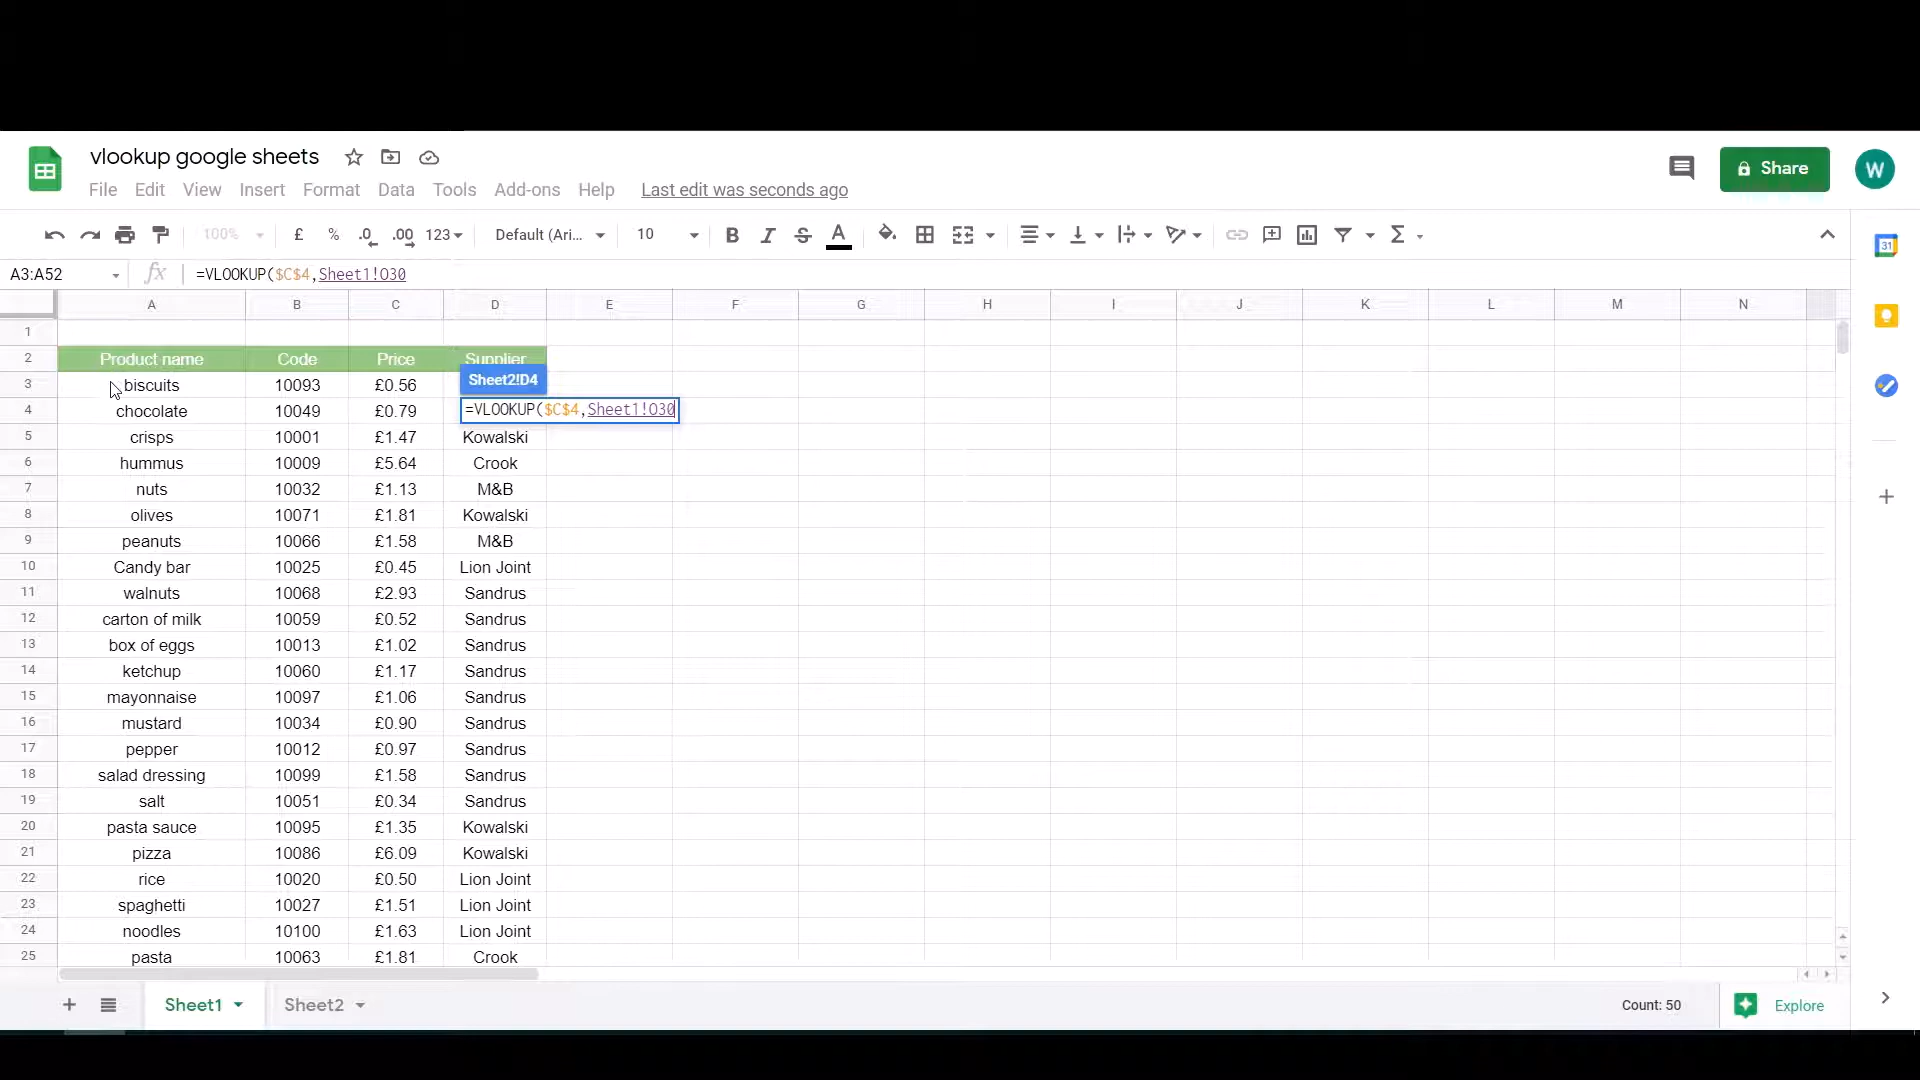 vlookup google sheets
File Edit View Insert Format Data Tools Add-ons Help Last edit was seconds ago
Share W
100% £ % .0 .00 123 Default (Ari... 10 B I S A Σ
31
A3:A52 fx =VLOOKUP($C$4,Sheet1!O30
A B C D E F G H I J K L M N
1
2 Product name Code Price Supplier
Sheet2!D4
3 biscuits 10093 £0.56
4 chocolate 10049 £0.79 =VLOOKUP($C$4,Sheet1!O30
5 crisps 10001 £1.47 Kowalski
6 hummus 10009 £5.64 Crook
7 nuts 10032 £1.13 M&B
8 olives 10071 £1.81 Kowalski
9 peanuts 10066 £1.58 M&B
10 Candy bar 10025 £0.45 Lion Joint
11 walnuts 10068 £2.93 Sandrus
12 carton of milk 10059 £0.52 Sandrus
13 box of eggs 10013 £1.02 Sandrus
14 ketchup 10060 £1.17 Sandrus
15 mayonnaise 10097 £1.06 Sandrus
16 mustard 10034 £0.90 Sandrus
17 pepper 10012 £0.97 Sandrus
18 salad dressing 10099 £1.58 Sandrus
19 salt 10051 £0.34 Sandrus
20 pasta sauce 10095 £1.35 Kowalski
21 pizza 10086 £6.09 Kowalski
22 rice 10020 £0.50 Lion Joint
23 spaghetti 10027 £1.51 Lion Joint
24 noodles 10100 £1.63 Lion Joint
25 pasta 10063 £1.81 Crook
Sheet1 Sheet2 Count: 50 Explore